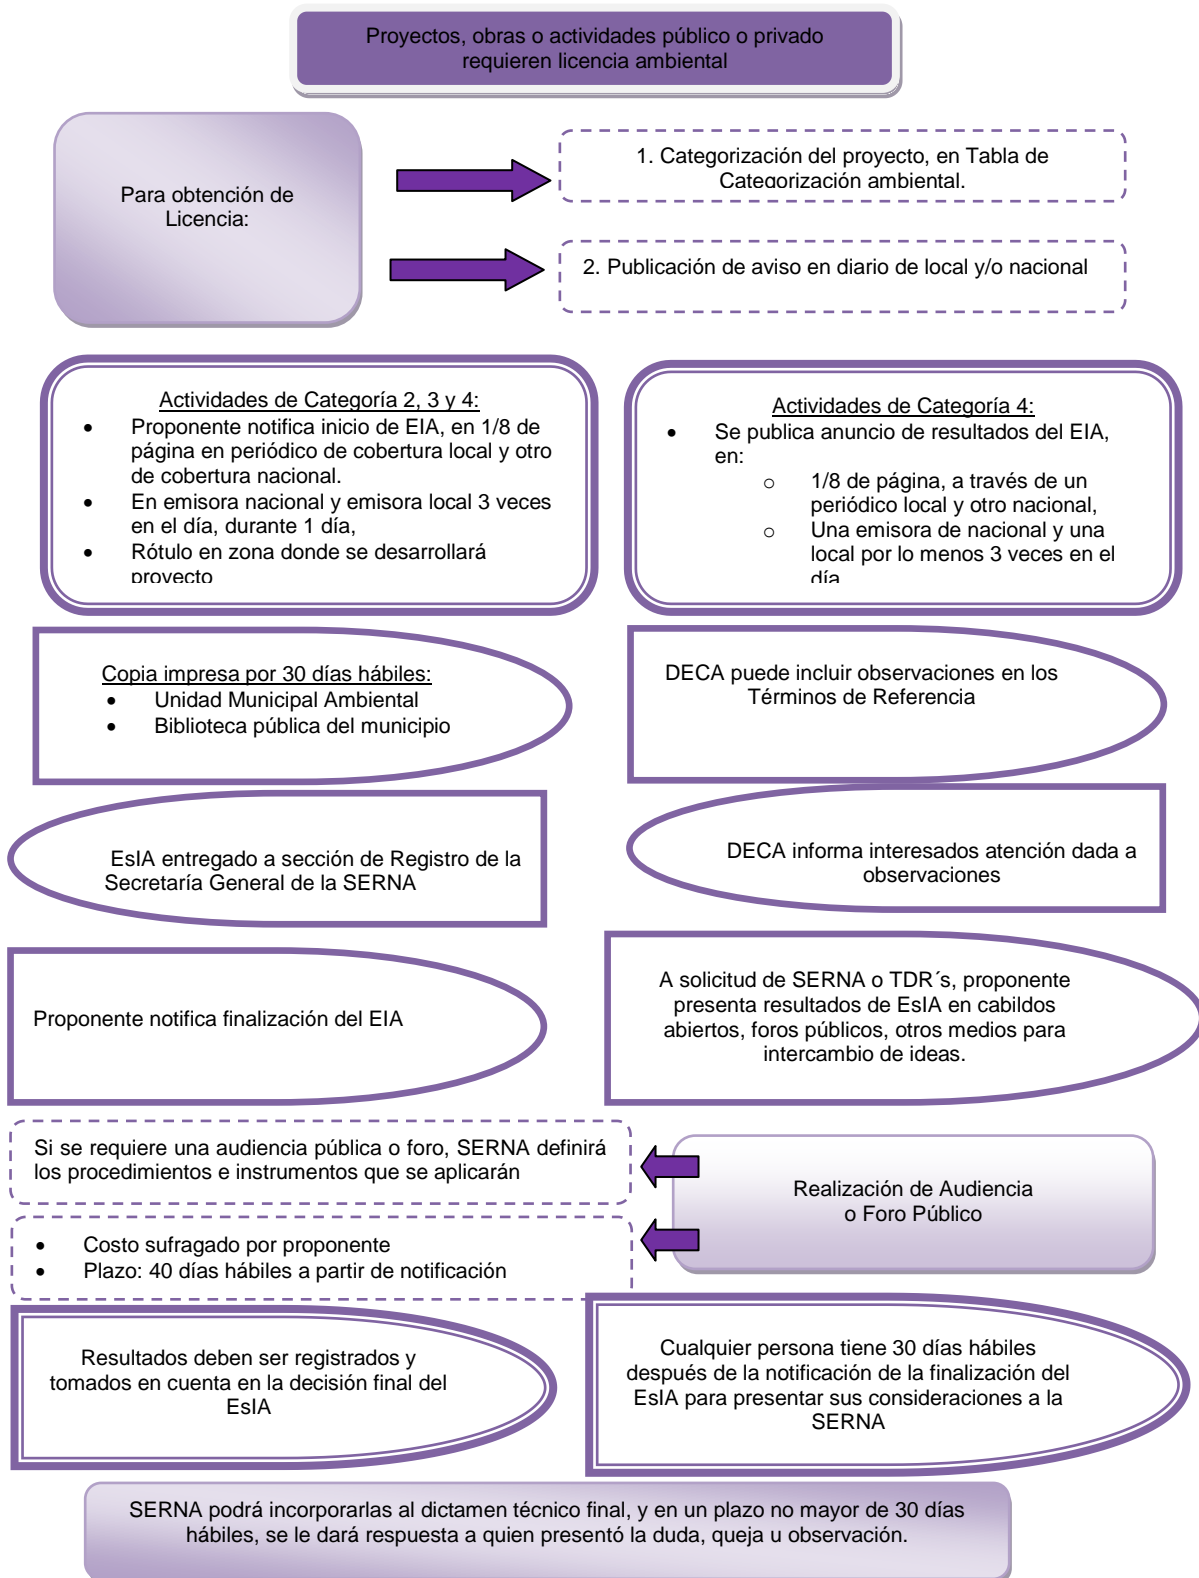 Proyectos, obras o actividades público o privado
requieren licencia ambiental
Para obtención de
Licencia:
1. Categorización del proyecto, en Tabla de
Categorización ambiental.
2. Publicación de aviso en diario de local y/o nacional
Actividades de Categoría 2, 3 y 4:
• Proponente notifica inicio de EIA, en 1/8 de
página en periódico de cobertura local y otro
de cobertura nacional.
• En emisora nacional y emisora local 3 veces
en el día, durante 1 día,
• Rótulo en zona donde se desarrollará
proyecto
Actividades de Categoría 4:
• Se publica anuncio de resultados del EIA,
en:
o 1/8 de página, a través de un
periódico local y otro nacional,
o Una emisora de nacional y una
local por lo menos 3 veces en el
día
Copia impresa por 30 días hábiles:
• Unidad Municipal Ambiental
• Biblioteca pública del municipio
DECA puede incluir observaciones en los
Términos de Referencia
EsIA entregado a sección de Registro de la
Secretaría General de la SERNA
DECA informa interesados atención dada a
observaciones
Proponente notifica finalización del EIA
A solicitud de SERNA o TDR´s, proponente
presenta resultados de EsIA en cabildos
abiertos, foros públicos, otros medios para
intercambio de ideas.
Si se requiere una audiencia pública o foro, SERNA definirá
los procedimientos e instrumentos que se aplicarán
Realización de Audiencia
o Foro Público
• Costo sufragado por proponente
• Plazo: 40 días hábiles a partir de notificación
Resultados deben ser registrados y
tomados en cuenta en la decisión final del
EsIA
Cualquier persona tiene 30 días hábiles
después de la notificación de la finalización del
EsIA para presentar sus consideraciones a la
SERNA
SERNA podrá incorporarlas al dictamen técnico final, y en un plazo no mayor de 30 días
hábiles, se le dará respuesta a quien presentó la duda, queja u observación.